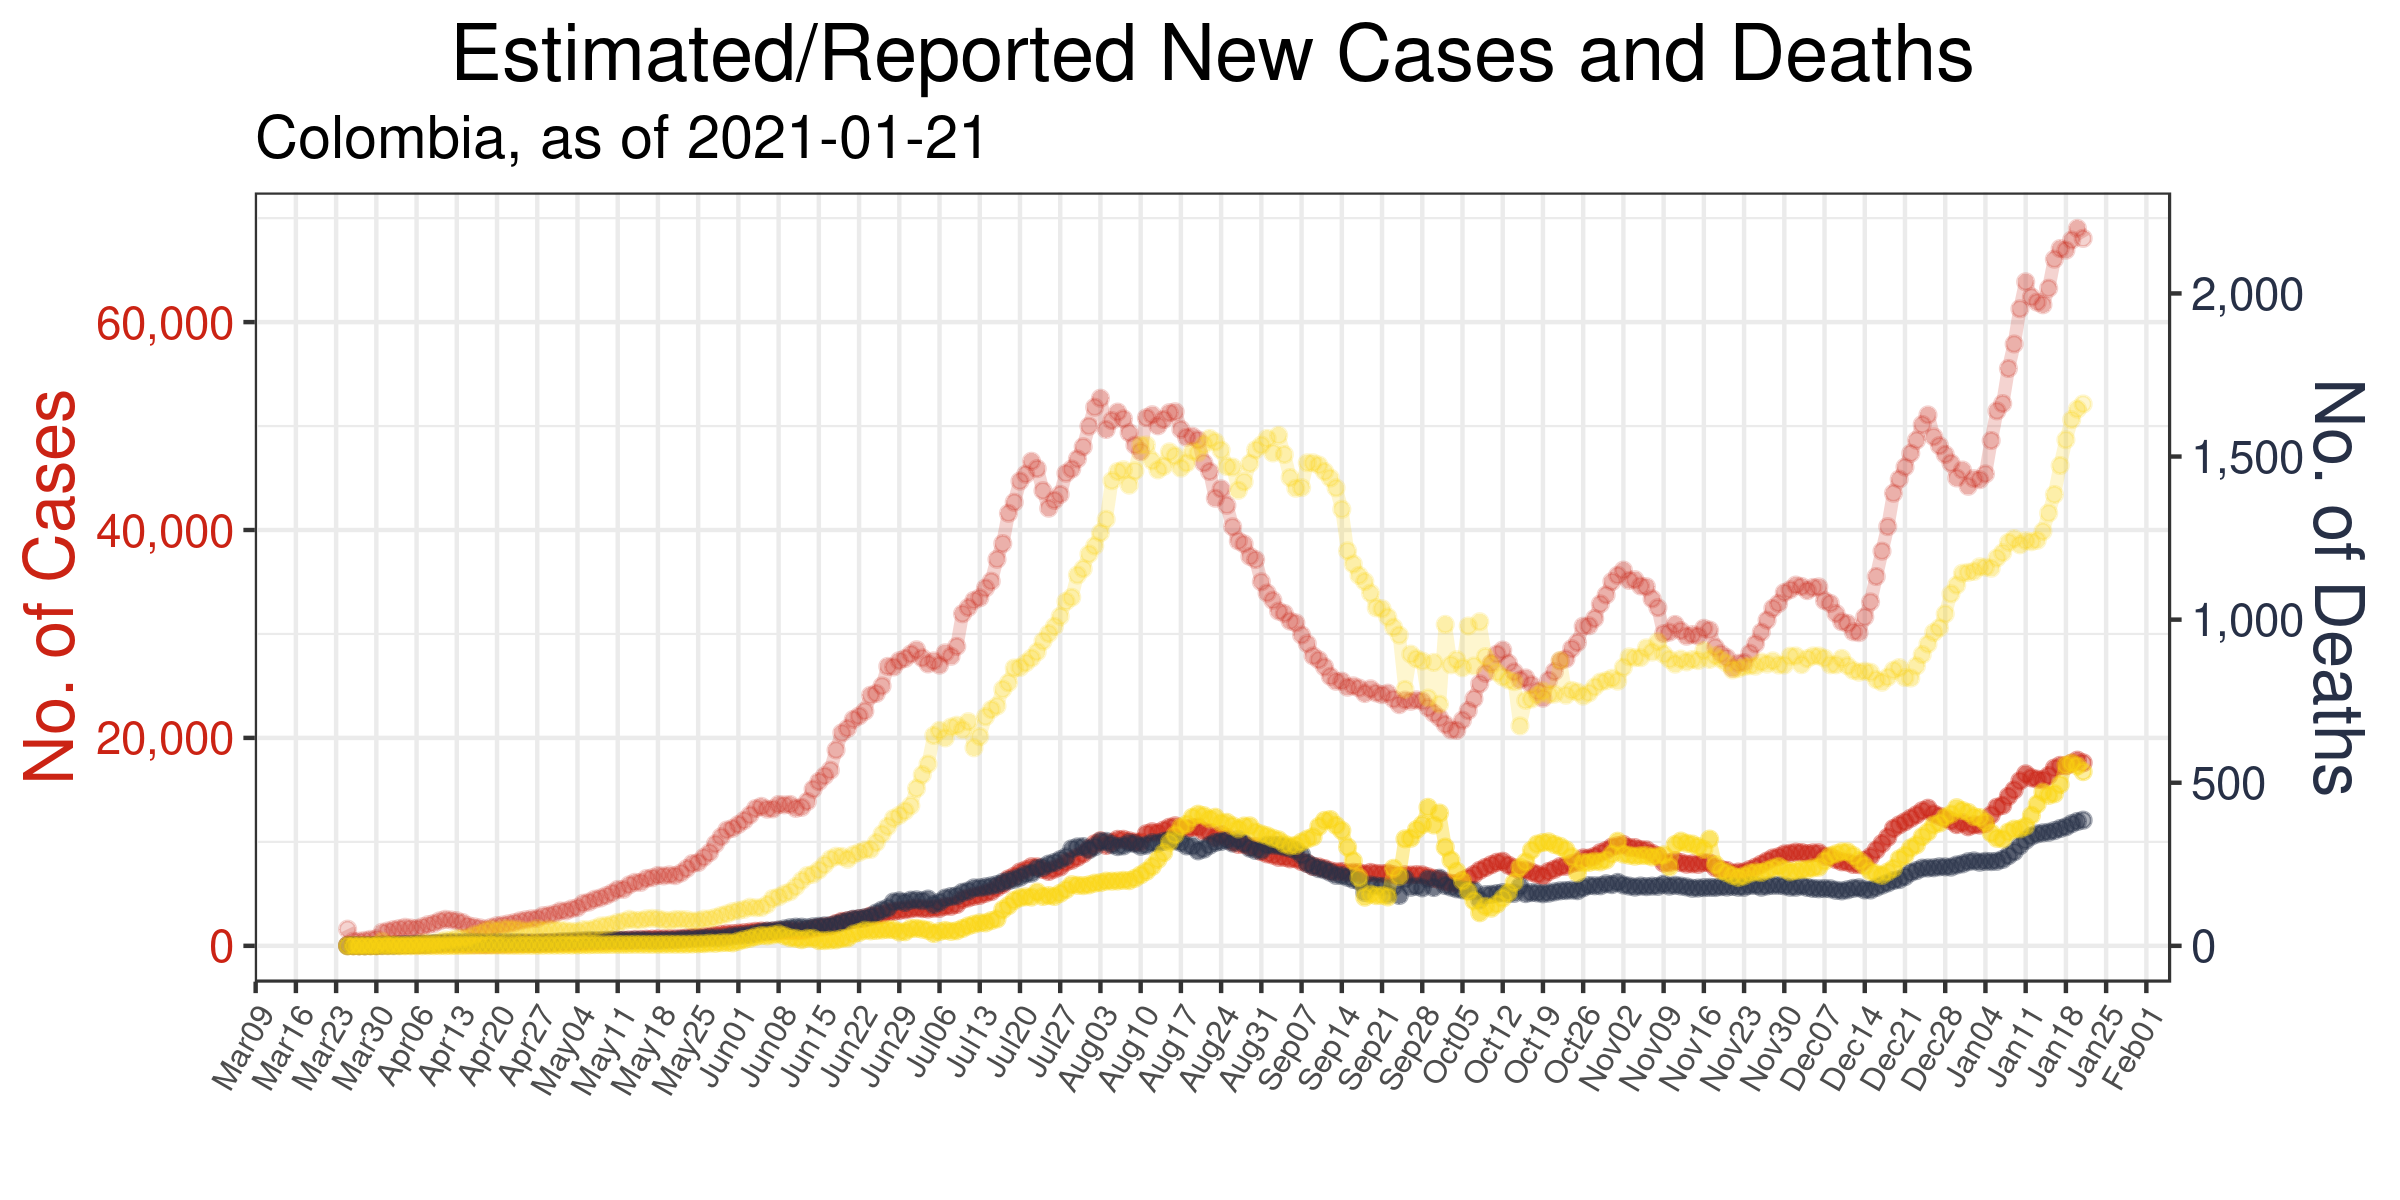 Estimated/Reported New Cases and Deaths
Colombia, as of 2021-01-21
No. of Cases
60,000
40,000
20,000
0
2,000
1,500
1,000
500
0
No. of Deaths
Mar09
Mar16
Mar23
Mar30
Apr06
Apr13
Apr20
Apr27
May04
May11
May18
May25
Jun01
Jun08
Jun15
Jun22
Jun29
Jul06
Jul13
Jul20
Jul27
Aug03
Aug10
Aug17
Aug24
Aug31
Sep07
Sep14
Sep21
Sep28
Oct05
Oct12
Oct19
Oct26
Nov02
Nov09
Nov16
Nov23
Nov30
Dec07
Dec14
Dec21
Dec28
Jan04
Jan11
Jan18
Jan25
Feb01